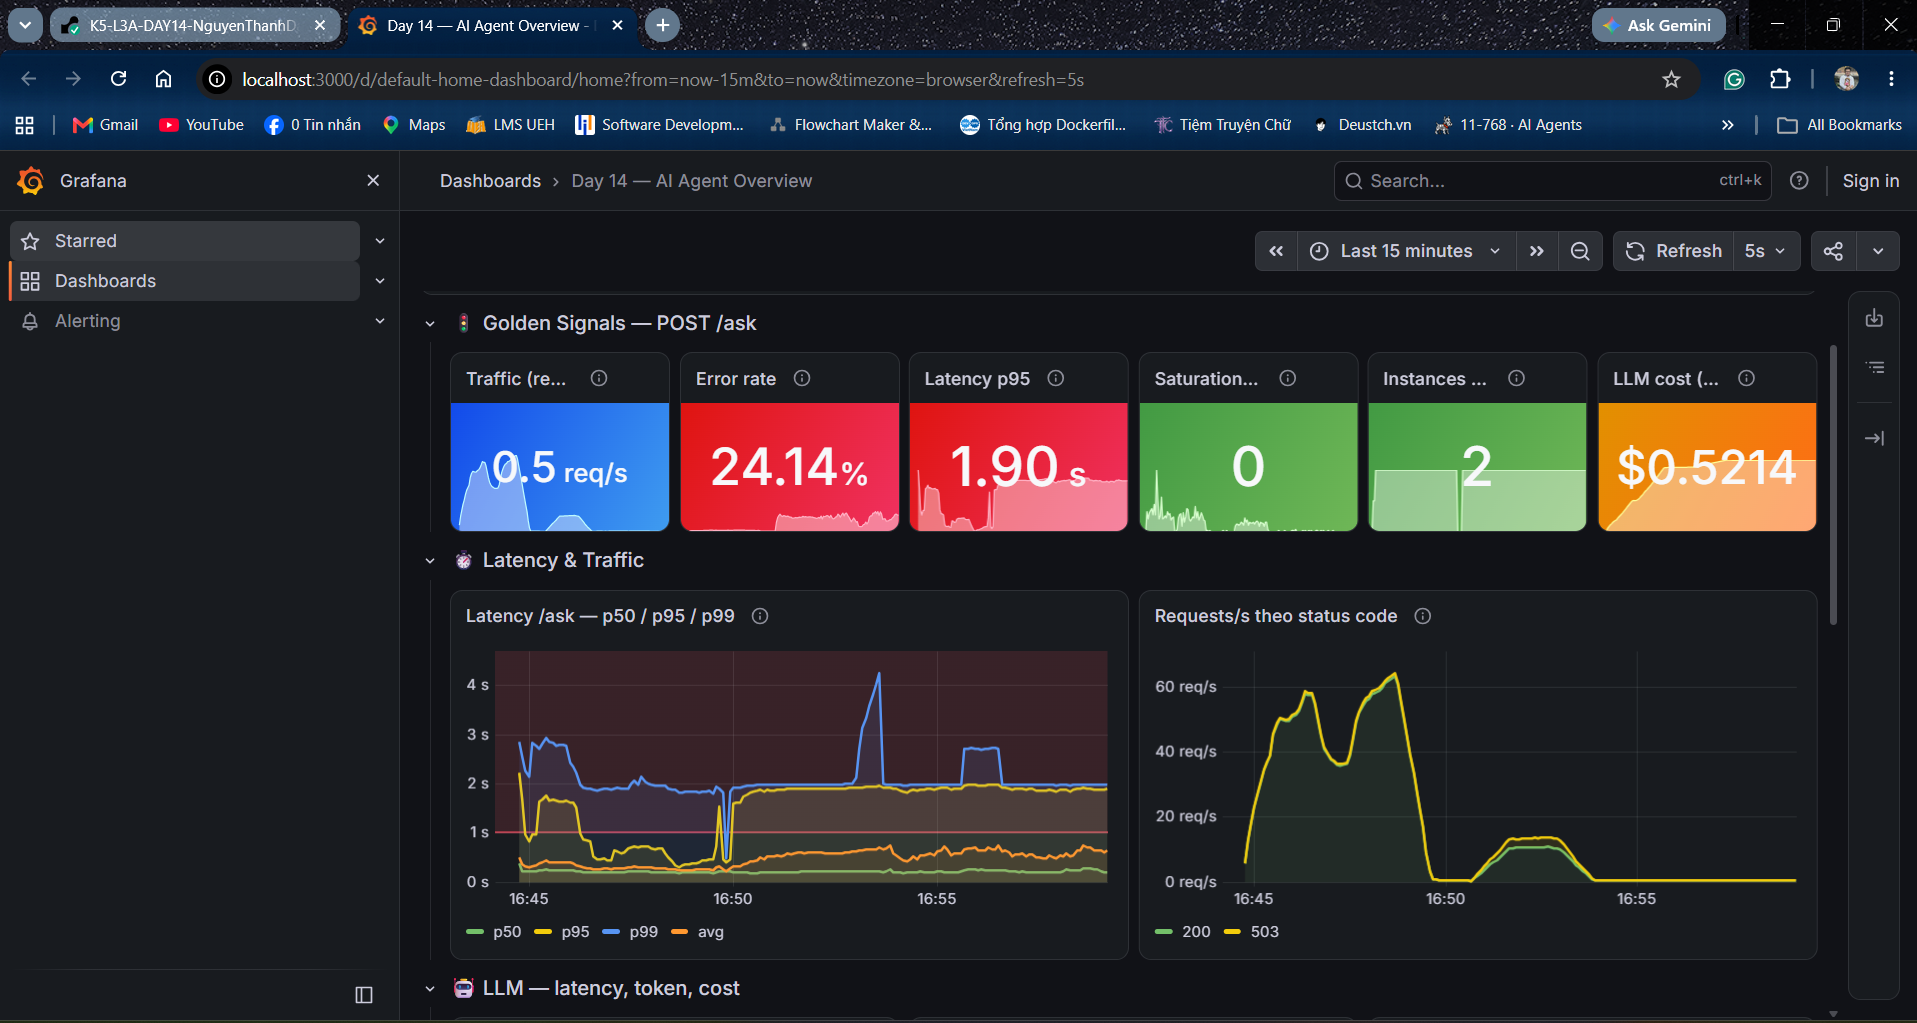 K5-L3A-DAY14-NguyenThanhD
Day 14 — AI Agent Overview -
Ask Gemini
localhost:3000/d/default-home-dashboard/home?from=now-15m&to=now&timezone=browser&refresh=5s
Gmail
YouTube
0 Tin nhắn
Maps
LMS UEH
Software Developm...
Flowchart Maker &...
Tổng hợp Dockerfil...
Tiệm Truyện Chữ
Deustch.vn
11-768 · AI Agents
All Bookmarks
Grafana
Dashboards › Day 14 — AI Agent Overview
Search...
ctrl+k
Sign in
Starred
Dashboards
Alerting
Last 15 minutes
Refresh
5s
Golden Signals — POST /ask
Traffic (re...
0.5 req/s
Error rate
24.14%
Latency p95
1.90 s
Saturation...
0
Instances ...
2
LLM cost (...
$0.5214
Latency & Traffic
Latency /ask — p50 / p95 / p99
4 s
3 s
2 s
1 s
0 s
16:45
16:50
16:55
p50
p95
p99
avg
Requests/s theo status code
60 req/s
40 req/s
20 req/s
0 req/s
16:45
16:50
16:55
200
503
LLM — latency, token, cost